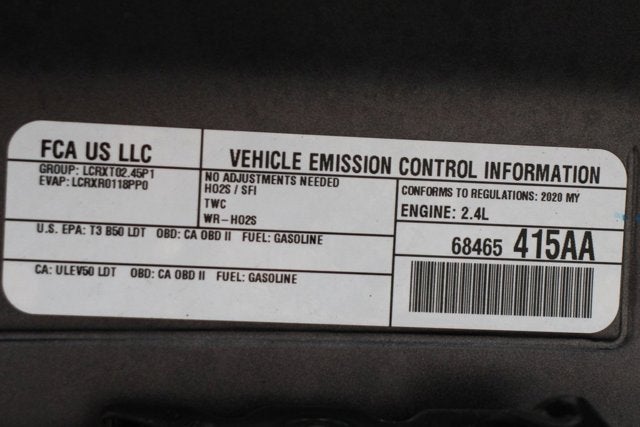 FCA US LLC
GROUP: LCRXT02.45P1
EVAP: LCRXR0118PP0
VEHICLE EMISSION CONTROL INFORMATION
NO ADJUSTMENTS NEEDED
HO2S / SFI
TWC
WR-HO2S
CONFORMS TO REGULATIONS: 2020 MY
ENGINE: 2.4L
U.S. EPA: T3 B50 LDT OBD: CA OBD II FUEL: GASOLINE
CA: ULEV50 LDT OBD: CA OBD II FUEL: GASOLINE
68465 415AA